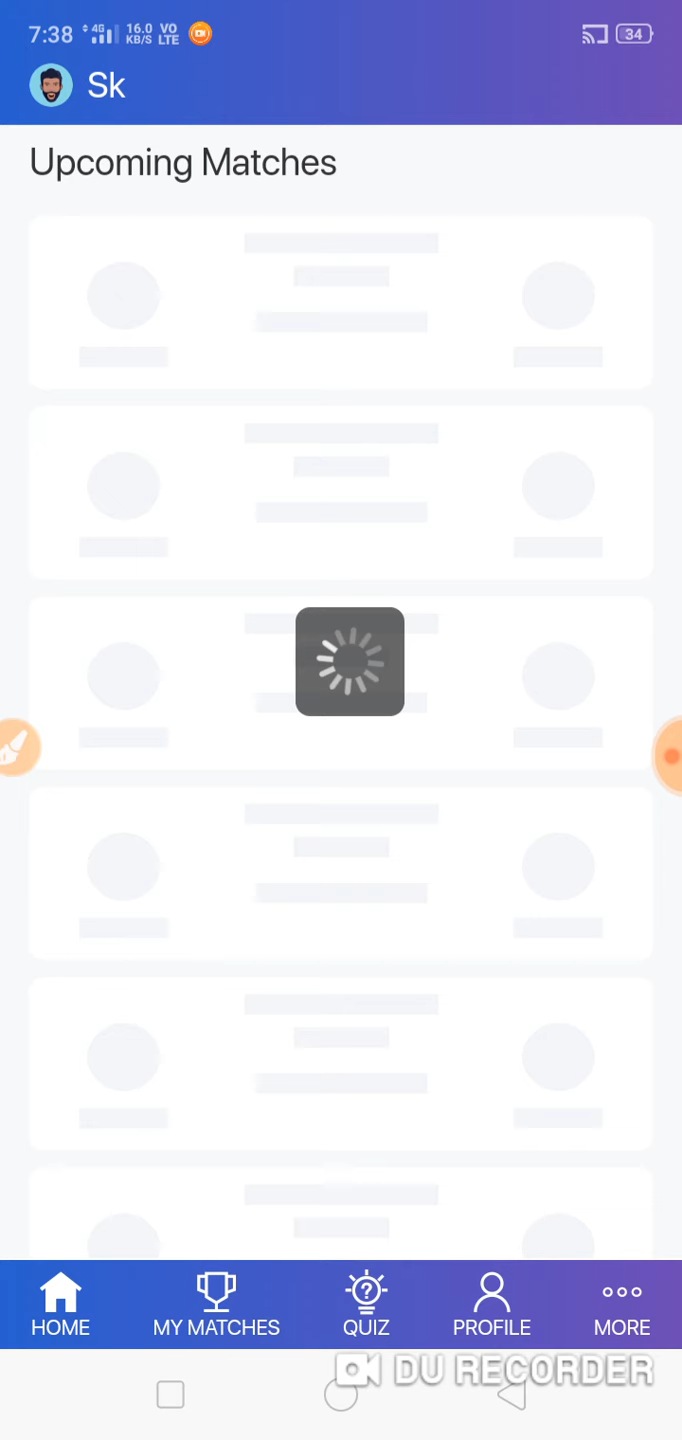 7:38 4G 16.0 KB/S VO LTE 34
Sk
Upcoming Matches
HOME MY MATCHES QUIZ PROFILE MORE
DU RECORDER